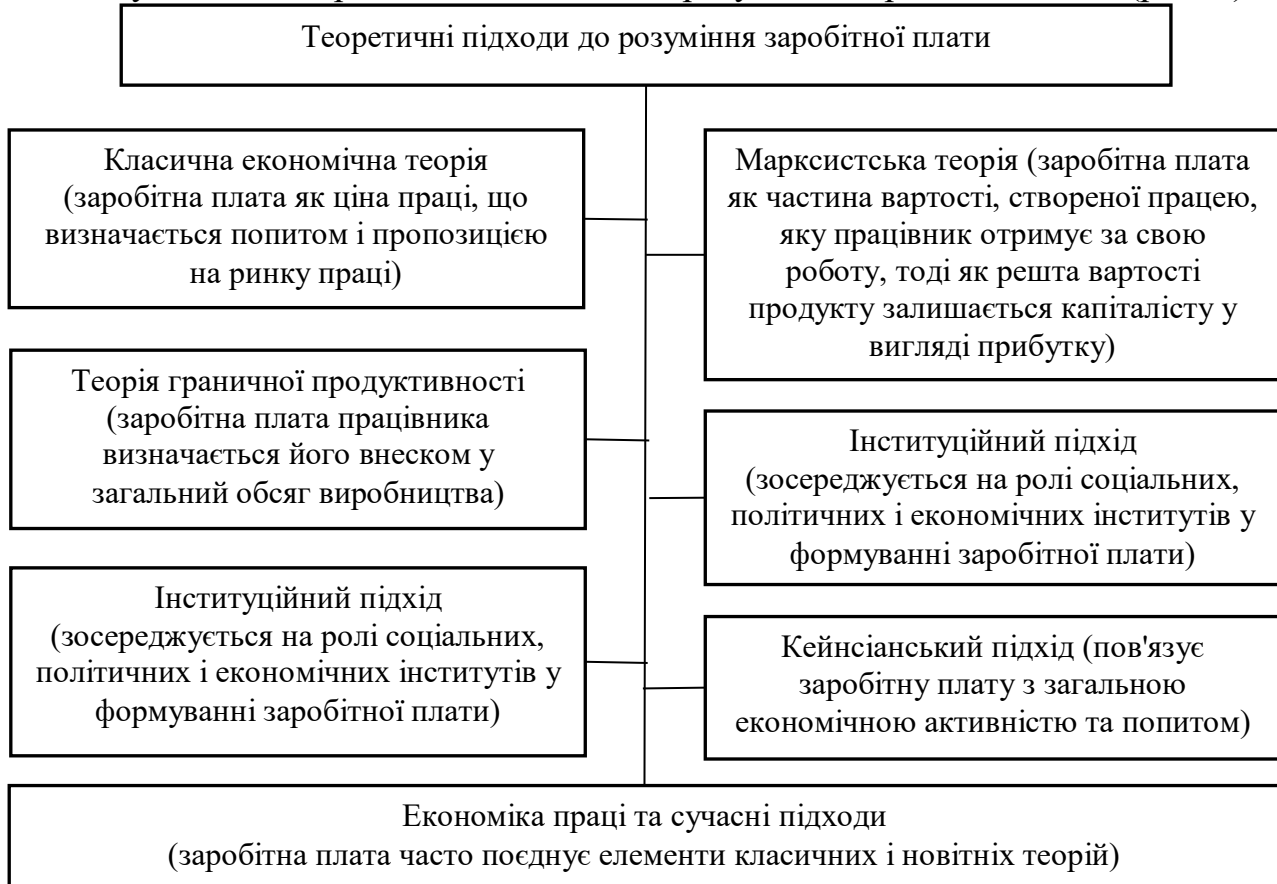 Теоретичні підходи до розуміння заробітної плати
Класична економічна теорія
(заробітна плата як ціна праці, що
визначається попитом і пропозицією
на ринку праці)
Марксистська теорія (заробітна плата
як частина вартості, створеної працею,
яку працівник отримує за свою
роботу, тоді як решта вартості
продукту залишається капіталісту у
вигляді прибутку)
Теорія граничної продуктивності
(заробітна плата працівника
визначається його внеском у
загальний обсяг виробництва)
Інституційний підхід
(зосереджується на ролі соціальних,
політичних і економічних інститутів у
формуванні заробітної плати)
Інституційний підхід
(зосереджується на ролі соціальних,
політичних і економічних інститутів у
формуванні заробітної плати)
Кейнсіанський підхід (пов'язує
заробітну плату з загальною
економічною активністю та попитом)
Економіка праці та сучасні підходи
(заробітна плата часто поєднує елементи класичних і новітніх теорій)